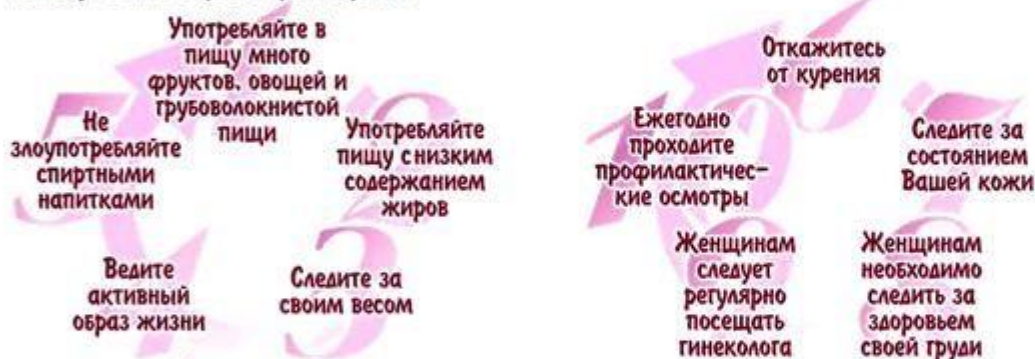 Употребляйте в
пищу много
фруктов, овощей и
грубоволокнистой
пищи
Употребляйте
пищу с низким
содержанием
жиров
Следите за
своим весом
Ведите
активный
образ жизни
Не
злоупотребляйте
спиртными
напитками
Откажитесь
от курения
Следите за
состоянием
Вашей кожи
Женщинам
необходимо
следить за
здоровьем
своей груди
Женщинам
следует
регулярно
посещать
гинеколога
Ежегодно
проходите
профилактичес-
кие осмотры